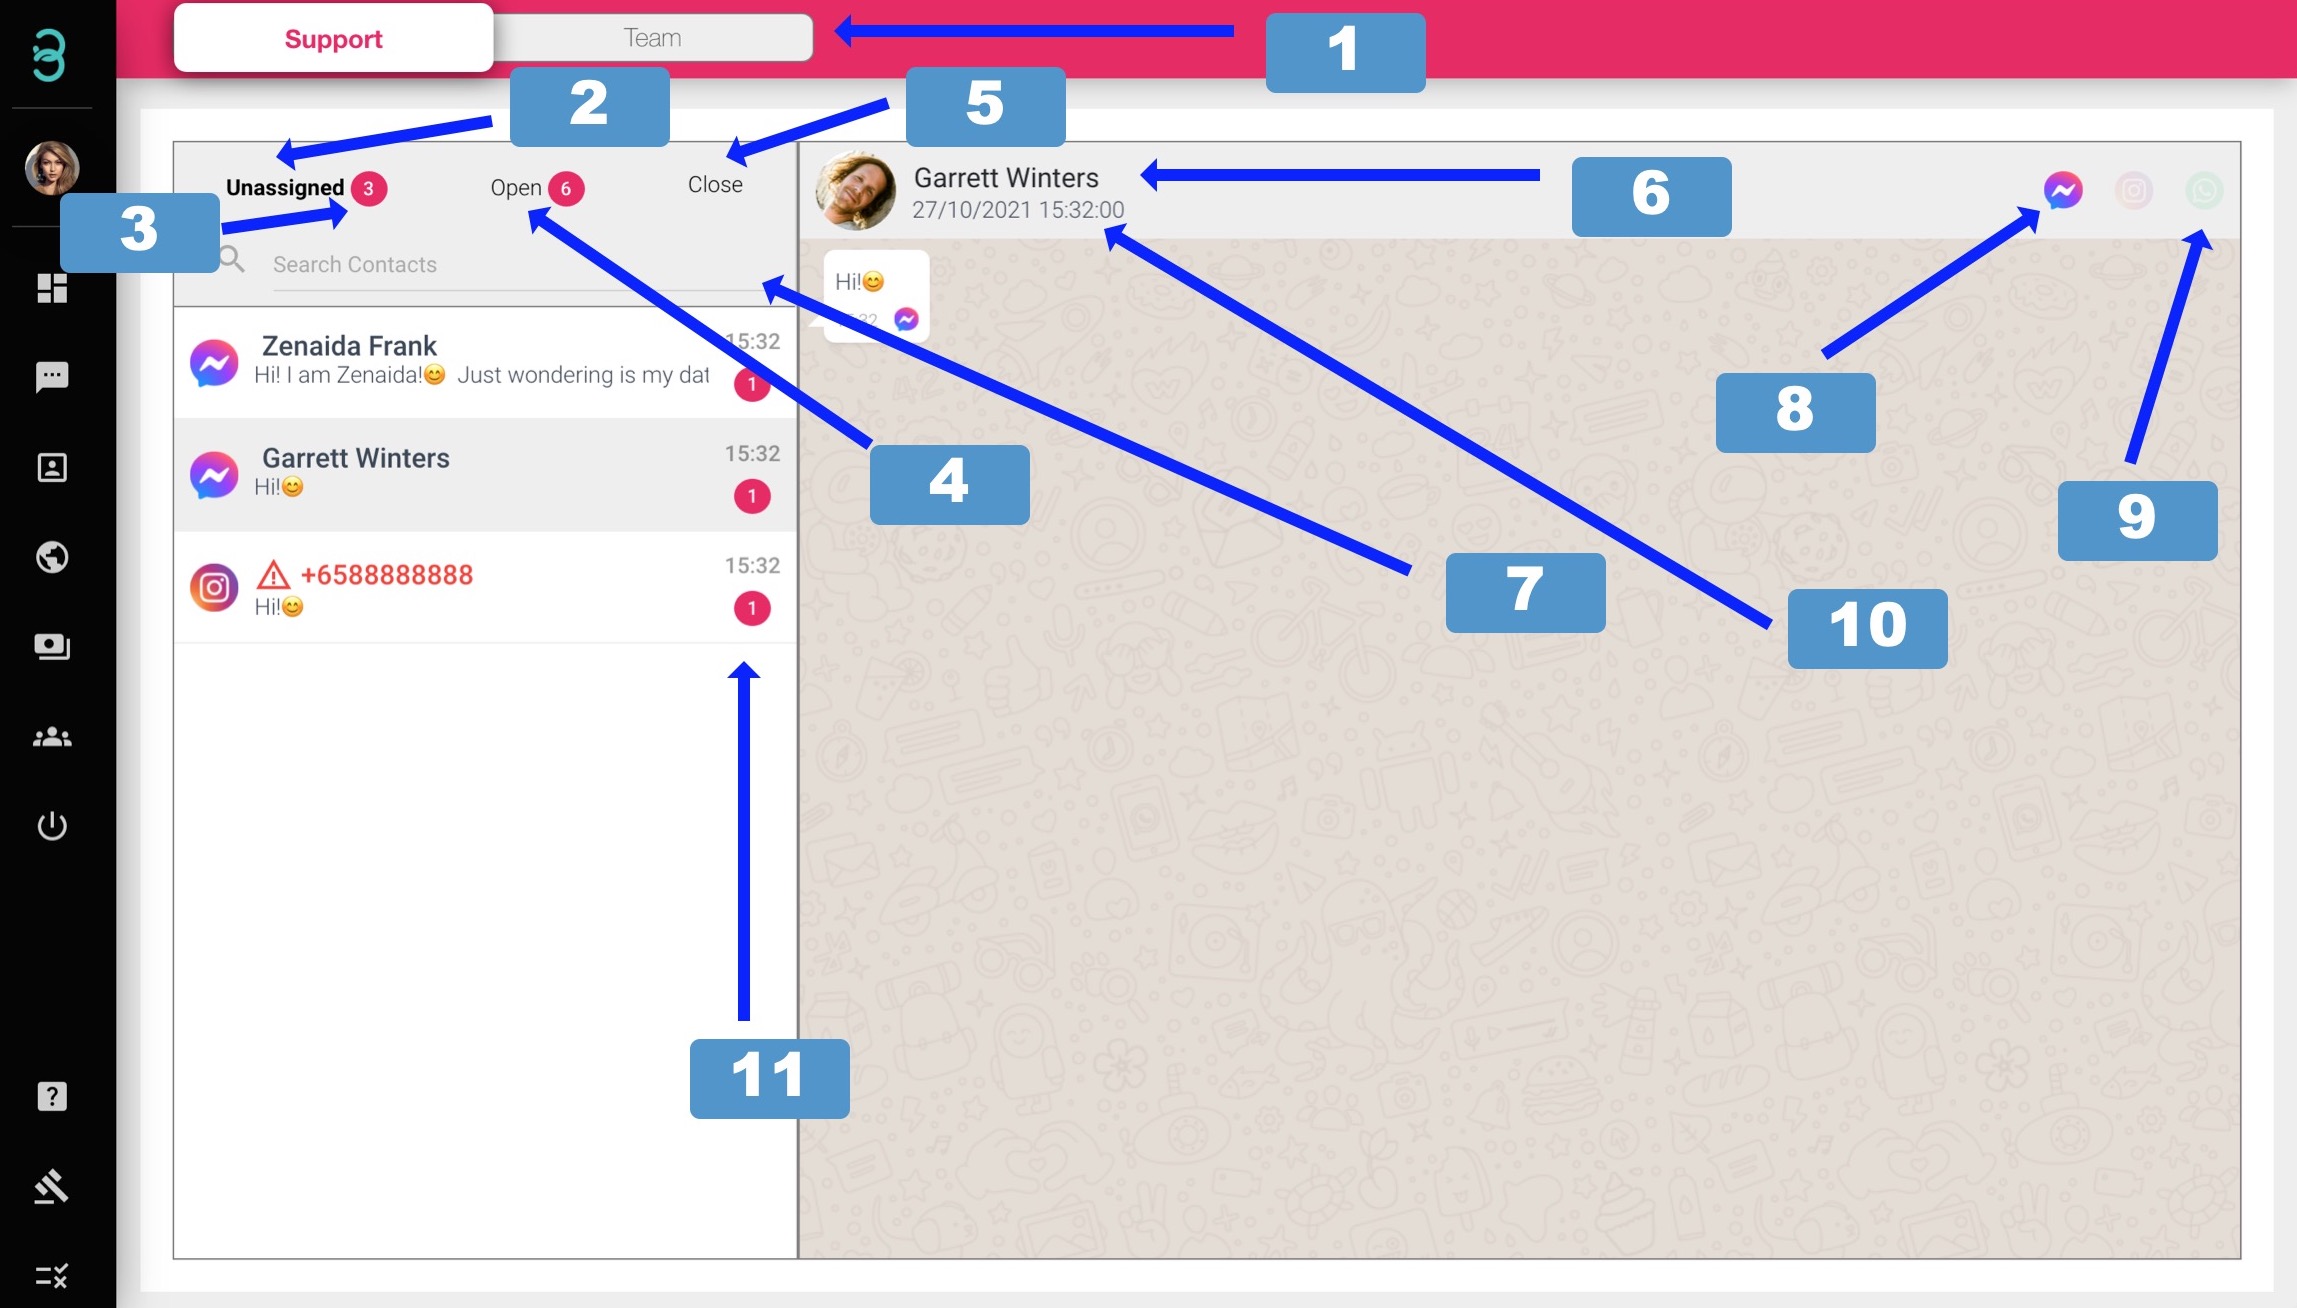 Support
Team
1
2
5
Unassigned 3
Open 6
Close
Garrett Winters
27/10/2021 15:32:00
6
3
Search Contacts
Hi!😊
Zenaida Frank
15:32
Hi! I am Zenaida!😊 Just wondering is my dat
1
8
Garrett Winters
15:32
Hi!😊
1
4
9
+6588888888
15:32
Hi!😊
1
7
10
11
?